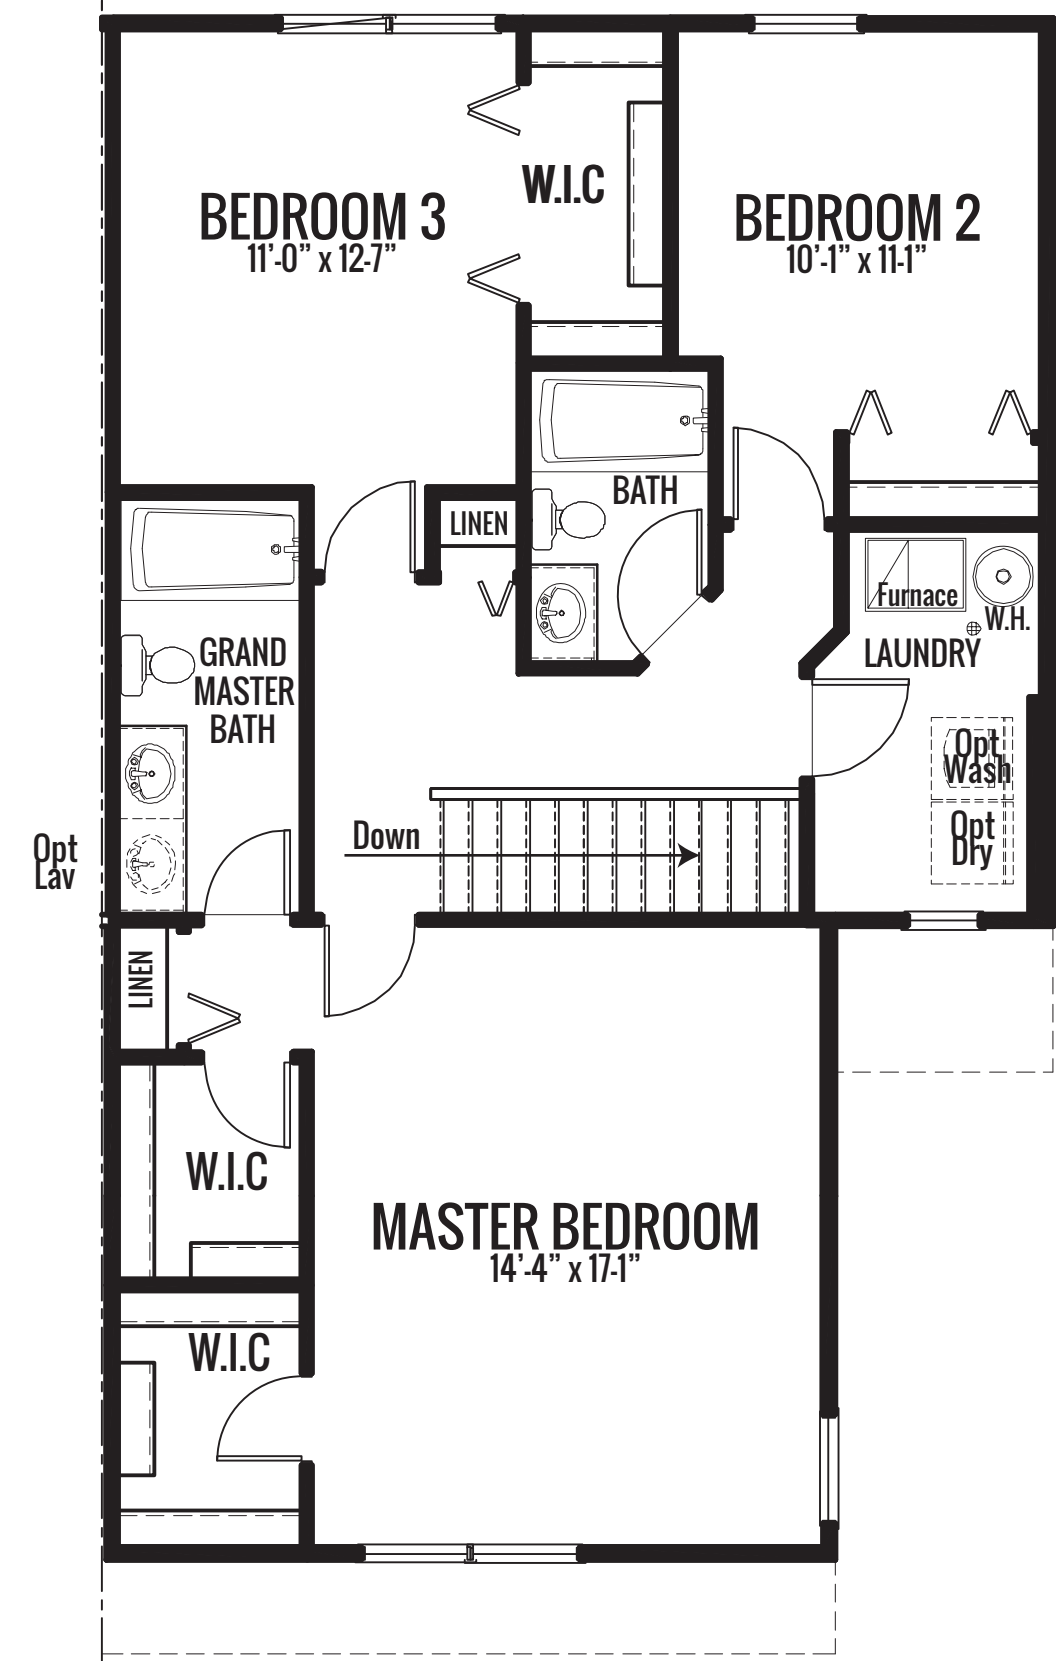 W.I.C
BEDROOM 3
11’-0” x 12-7”
BEDROOM 2
10’-1” x 11-1”
BATH
LINEN
Furnace
W.H.
LAUNDRY
GRAND
MASTER
BATH
Opt
Wash
Opt
Dry
Down
Opt
Lav
LINEN
W.I.C
MASTER BEDROOM
14’-4” x 17-1”
W.I.C